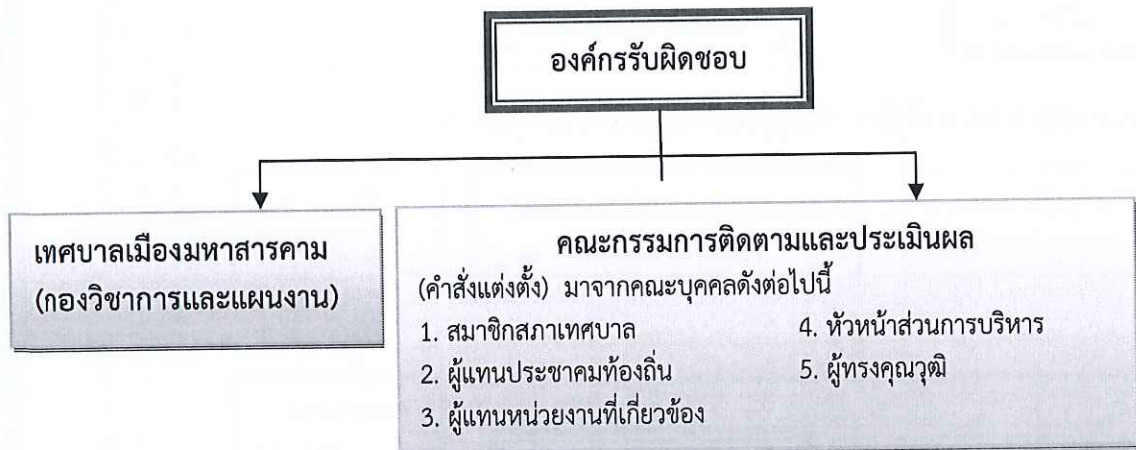 องค์กรรับผิดชอบ
เทศบาลเมืองมหาสารคาม
(กองวิชาการและแผนงาน)
คณะกรรมการติดตามและประเมินผล
(คำสั่งแต่งตั้ง) มาจากคณะบุคคลดังต่อไปนี้
1. สมาชิกสภาเทศบาล
2. ผู้แทนประชาคมท้องถิ่น
3. ผู้แทนหน่วยงานที่เกี่ยวข้อง
4. หัวหน้าส่วนการบริหาร
5. ผู้ทรงคุณวุฒิ